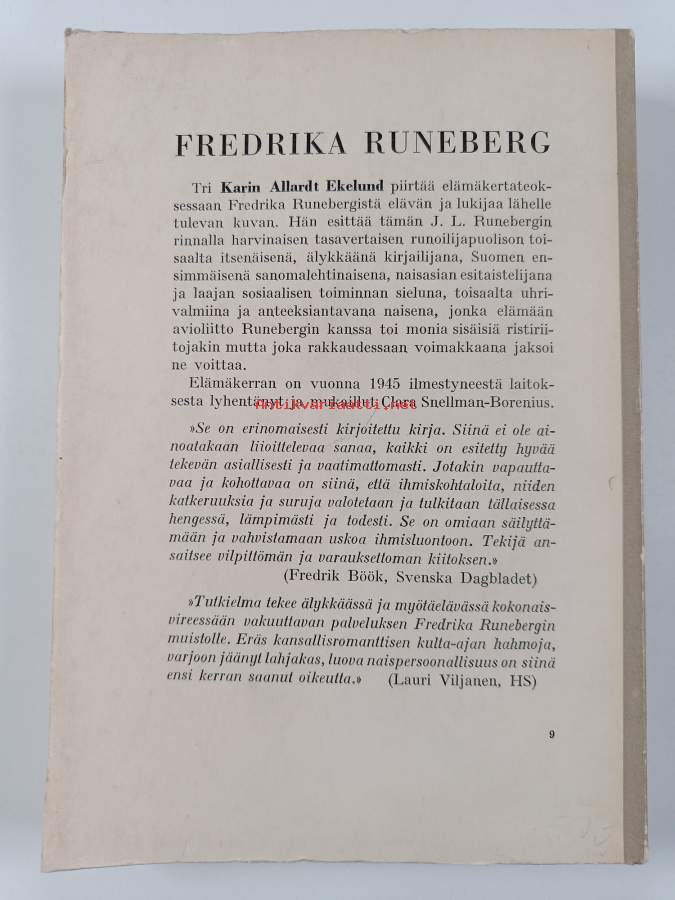 FREDRIKA RUNEBERG
Tri Karin Allardt Ekelund piirtää elämäkertateok-
sessaan Fredrika Runebergistä elävän ja lukijaa lähelle
tulevan kuvan. Hän esittää tämän J. L. Runebergin
rinnalla harvinaisen tasavertaisen runoilijapuolison toi-
saalta itsenäisenä, älykkäänä kirjailijana, Suomen en-
simmäisenä sanomalehtinaisena, naisasian esitaistelijana
ja laajan sosiaalisen toiminnan sieluna, toisaalta uhri-
valmiina ja anteeksiantavana naisena, jonka elämään
avioliitto Runebergin kanssa toi monia sisäisiä ristirii-
tojakin mutta joka rakkaudessaan voimakkaana jaksoi
ne voittaa.
Elämäkerran on vuonna 1945 ilmestyneestä laitok-
sesta lyhentänyt ja mukaillut Clara Snellman-Borenius.
Antikvariaatti.net
»Se on erinomaisesti kirjoitettu kirja. Siinä ei ole ai-
noatakaan liioittelevaa sanaa, kaikki on esitetty hyvää
tekevän asiallisesti ja vaatimattomasti. Jotakin vapautta-
vaa ja kohottavaa on siinä, että ihmiskohtaloita, niiden
katkeruuksia ja suruja valotetaan ja tulkitaan tällaisessa
hengessä, lämpimästi ja todesti. Se on omiaan säilyttä-
mään ja vahvistamaan uskoa ihmisluontoon. Tekijä an-
saitsee vilpittömän ja varauksettoman kiitoksen.»
(Fredrik Böök, Svenska Dagbladet)
»Tutkielma tekee älykkäässä ja myötäelävässä kokonais-
vireessään vakuuttavan palveluksen Fredrika Runebergin
muistolle. Eräs kansallisromanttisen kulta-ajan hahmoja,
varjoon jäänyt lahjakas, luova naispersoonallisuus on siinä
ensi kerran saanut oikeutta.» (Lauri Viljanen, HS)
9